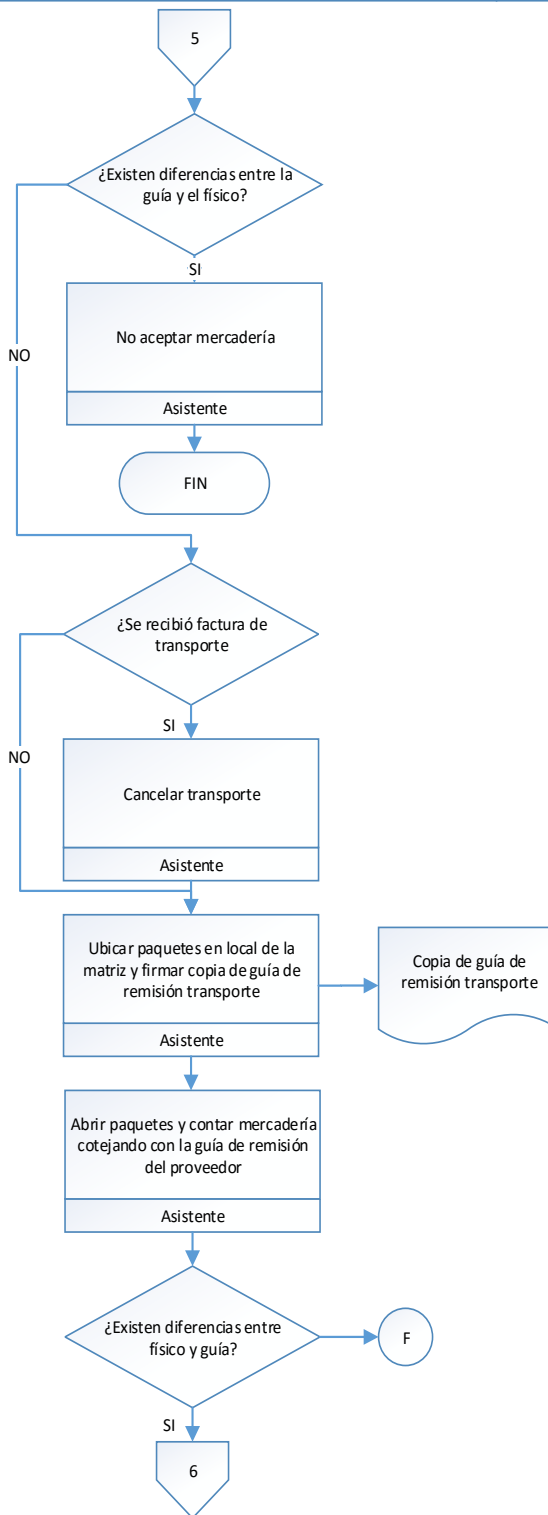 5
¿Existen diferencias entre la
guía y el físico?
SI
No aceptar mercadería
NO
Asistente
FIN
¿Se recibió factura de
transporte
SI
NO
Cancelar transporte
Asistente
Ubicar paquetes en local de la
matriz y firmar copia de guía de
remisión transporte
Asistente
Copia de guía de
remisión transporte
Abrir paquetes y contar mercadería
cotejando con la guía de remisión
del proveedor
Asistente
¿Existen diferencias entre
físico y guía?
F
SI
6